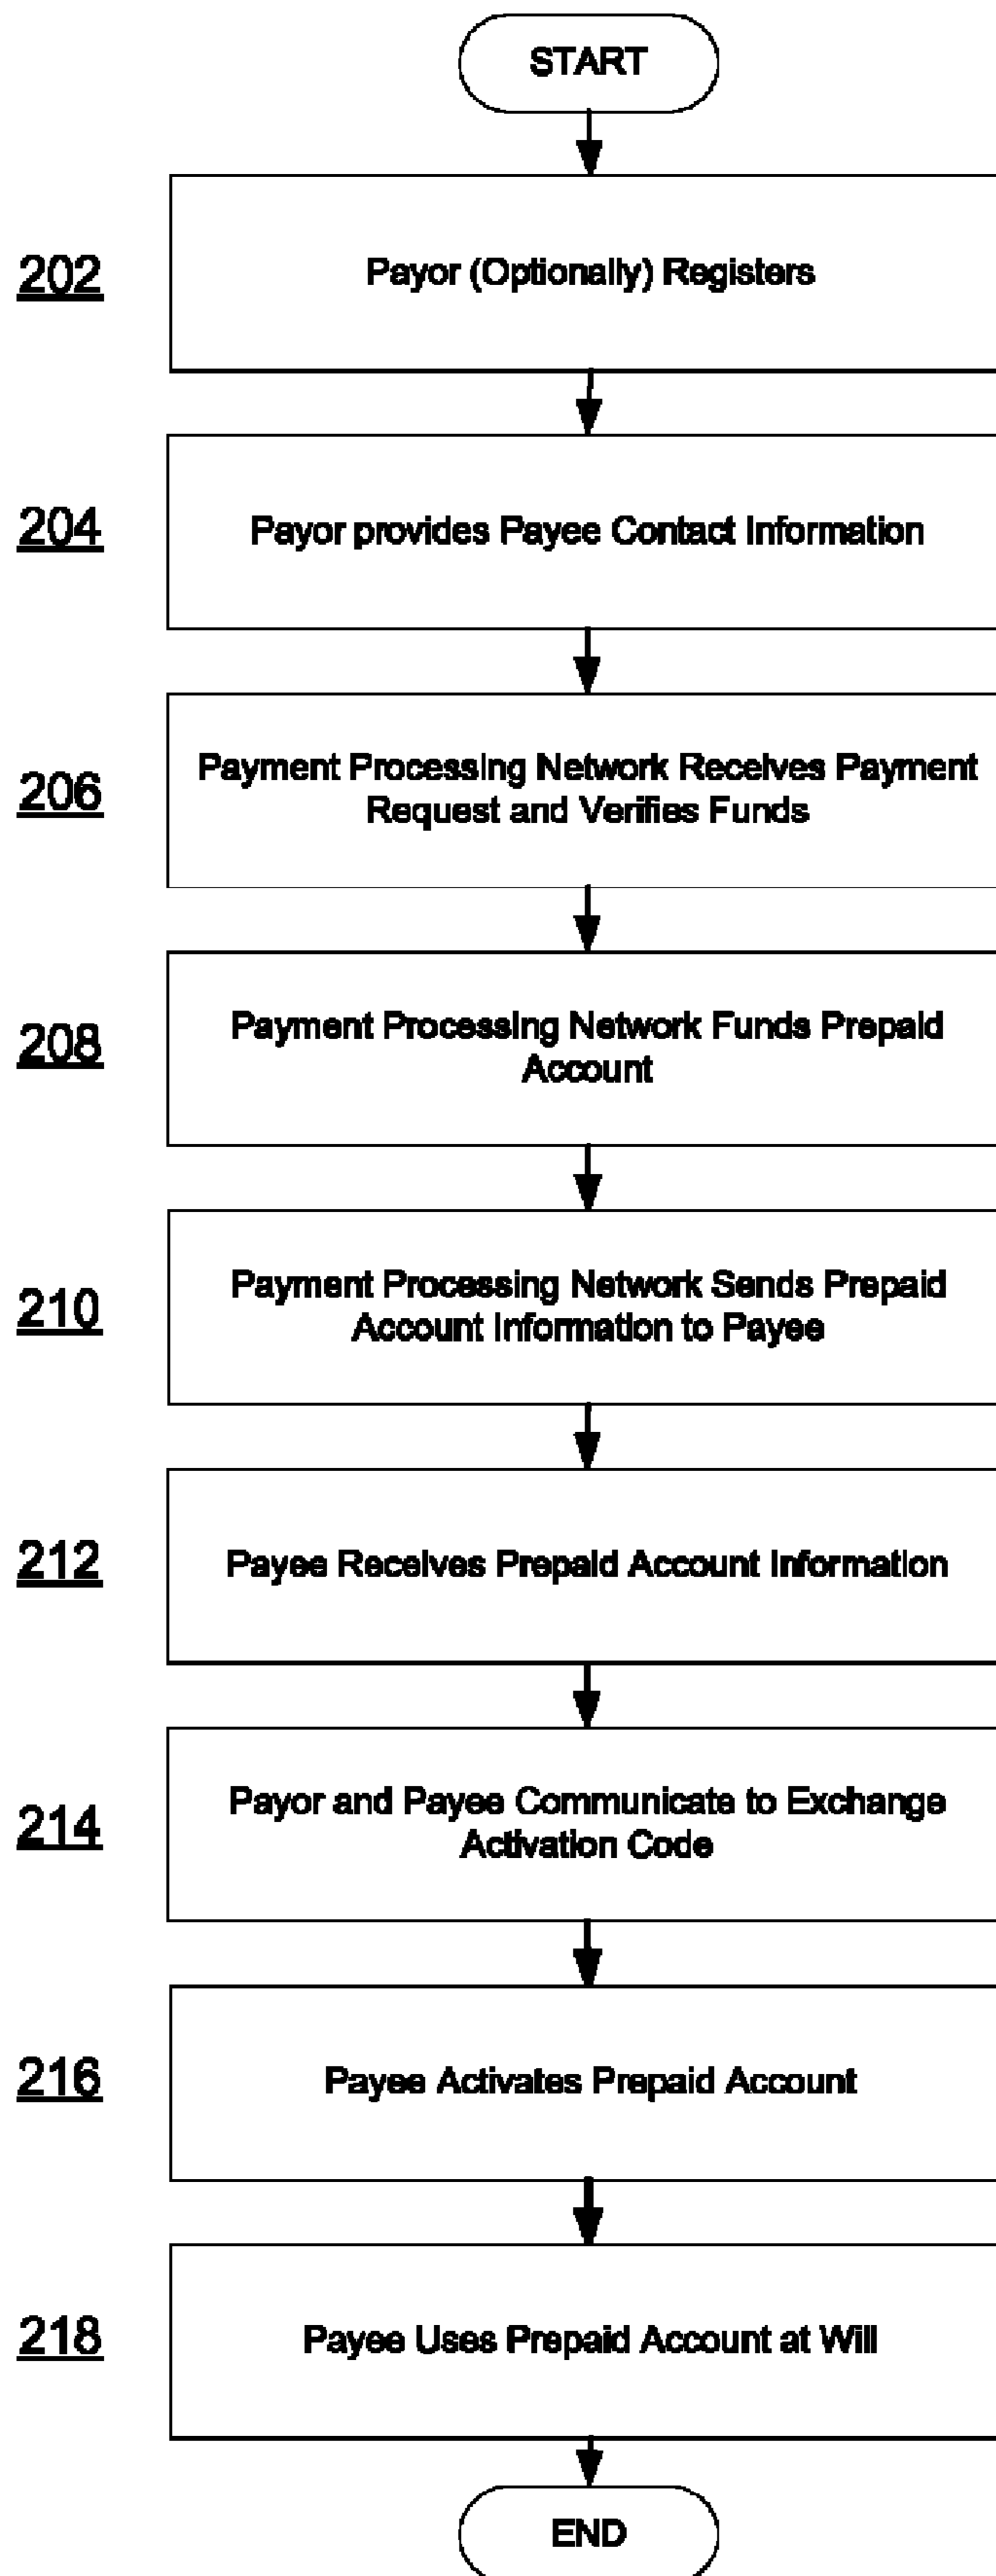 START
202
Payor (Optionally) Registers
204
Payor provides Payee Contact Information
206
Payment Processing Network Receives Payment
Request and Verifies Funds
208
Payment Processing Network Funds Prepaid
Account
210
Payment Processing Network Sends Prepaid
Account Information to Payee
212
Payee Receives Prepaid Account Information
214
Payor and Payee Communicate to Exchange
Activation Code
216
Payee Activates Prepaid Account
218
Payee Uses Prepaid Account at Will
END